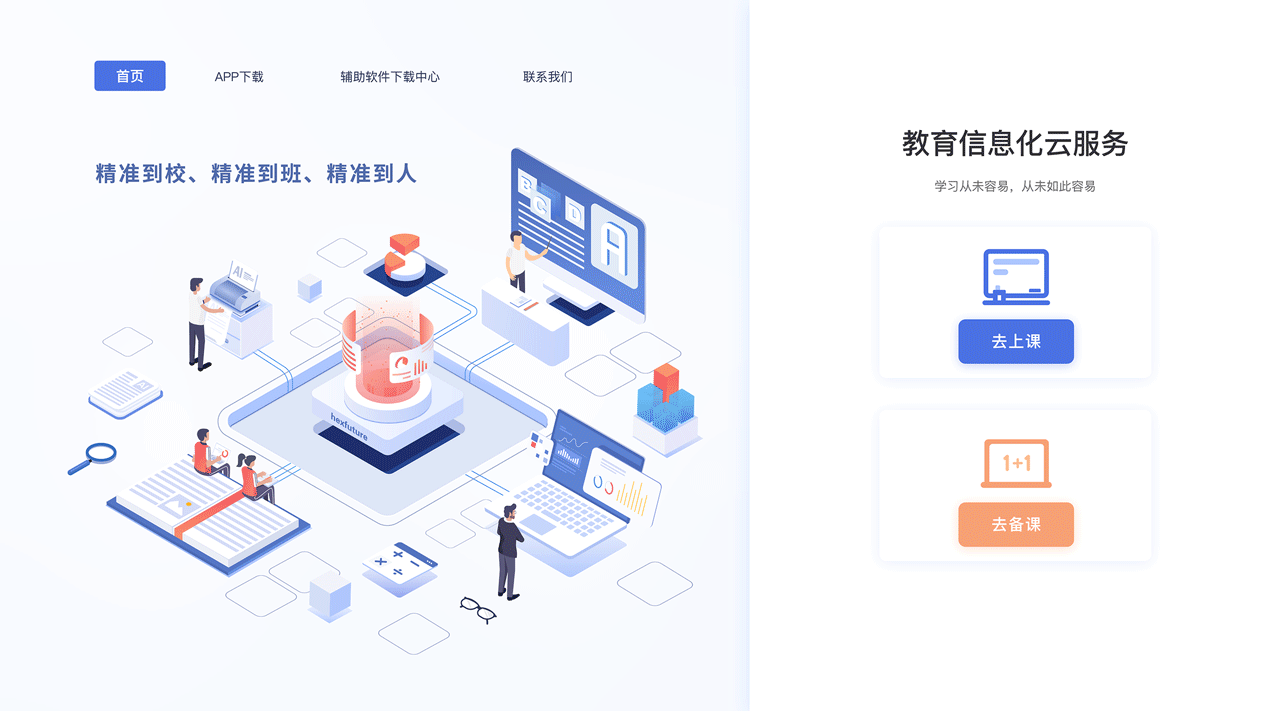 首页
APP下载
辅助软件下载中心
联系我们
精准到校、精准到班、精准到人
教育信息化云服务
学习从未容易，从未如此容易
去上课
1+1
去备课
B
C
D
A
AI
hexfuture